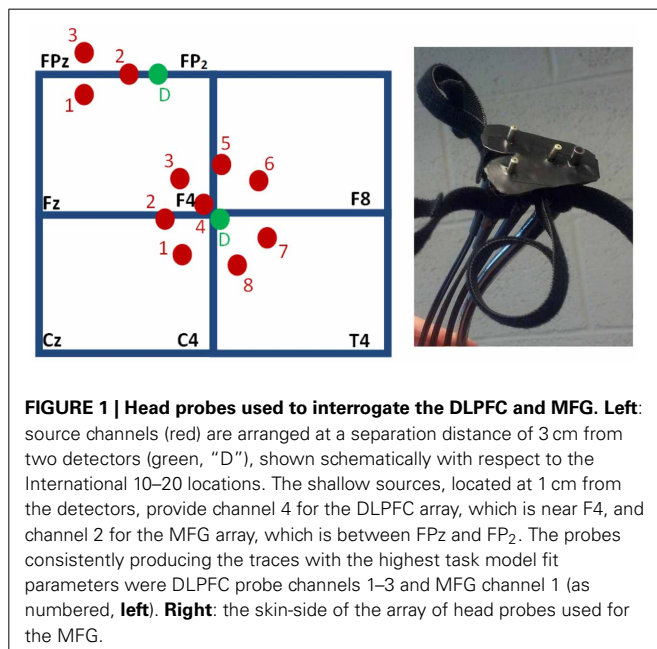 3
FPz
2
FP₂
D
1
5
3
6
Fz
2
F4
F8
4
D
1
7
8
Cz
C4
T4
FIGURE 1 | Head probes used to interrogate the DLPFC and MFG. Left:
source channels (red) are arranged at a separation distance of 3 cm from
two detectors (green, “D”), shown schematically with respect to the
International 10–20 locations. The shallow sources, located at 1 cm from
the detectors, provide channel 4 for the DLPFC array, which is near F4, and
channel 2 for the MFG array, which is between FPz and FP₂. The probes
consistently producing the traces with the highest task model fit
parameters were DLPFC probe channels 1–3 and MFG channel 1 (as
numbered, left). Right: the skin-side of the array of head probes used for
the MFG.